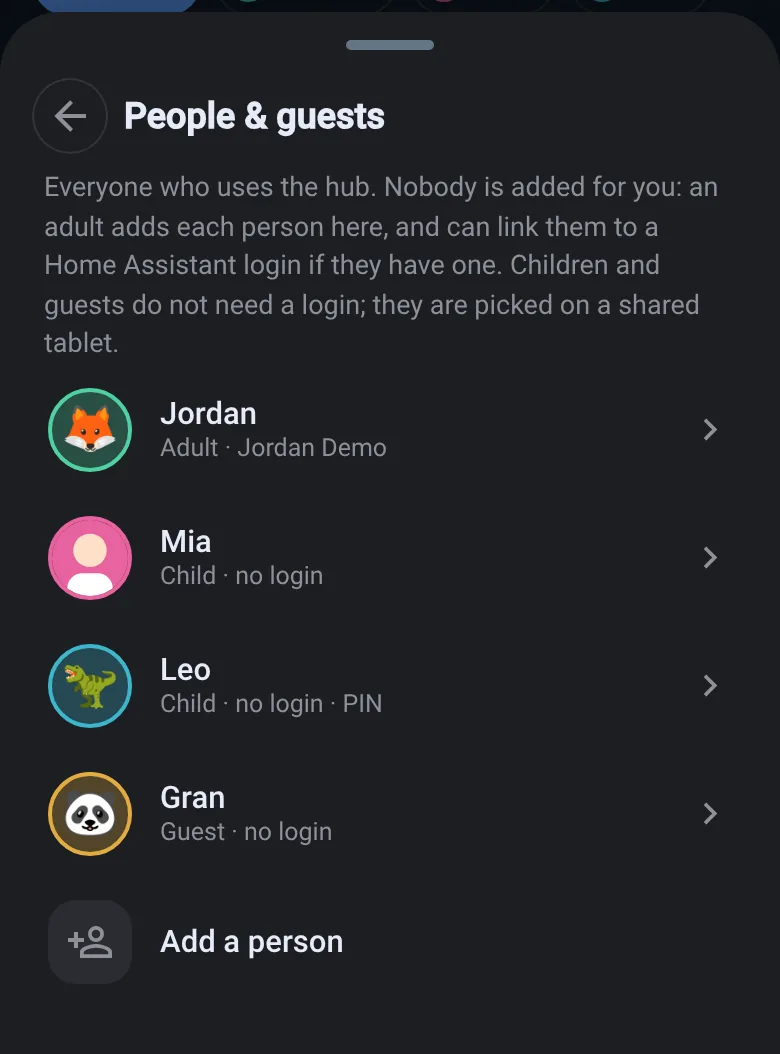 People & guests
Everyone who uses the hub. Nobody is added for you: an
adult adds each person here, and can link them to a
Home Assistant login if they have one. Children and
guests do not need a login; they are picked on a shared
tablet.
Jordan
Adult · Jordan Demo
Mia
Child · no login
Leo
Child · no login · PIN
Gran
Guest · no login
Add a person